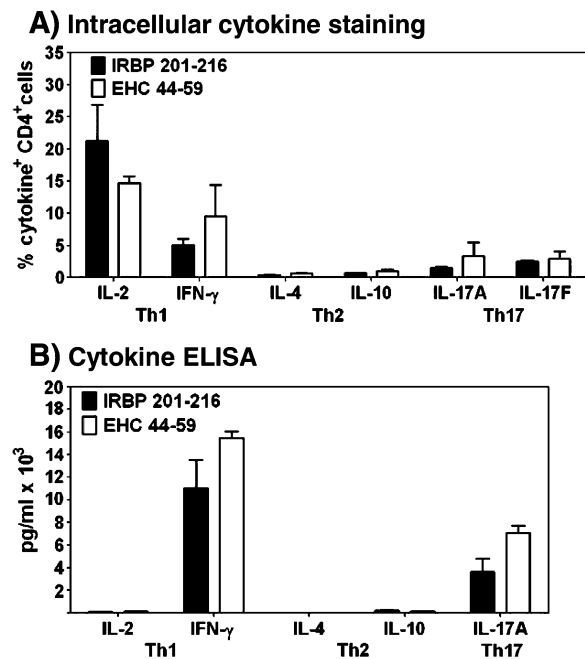 A) Intracellular cytokine staining
% cytokine+ CD4+cells
35
30
25
20
15
10
5
0
IRBP 201-216
EHC 44-59
IL-2 IFN-γ IL-4 IL-10 IL-17A IL-17F
Th1 Th2 Th17
B) Cytokine ELISA
pg/ml x 10³
20
18
16
14
12
10
8
6
4
2
IRBP 201-216
EHC 44-59
IL-2 IFN-γ IL-4 IL-10 IL-17A
Th1 Th2 Th17